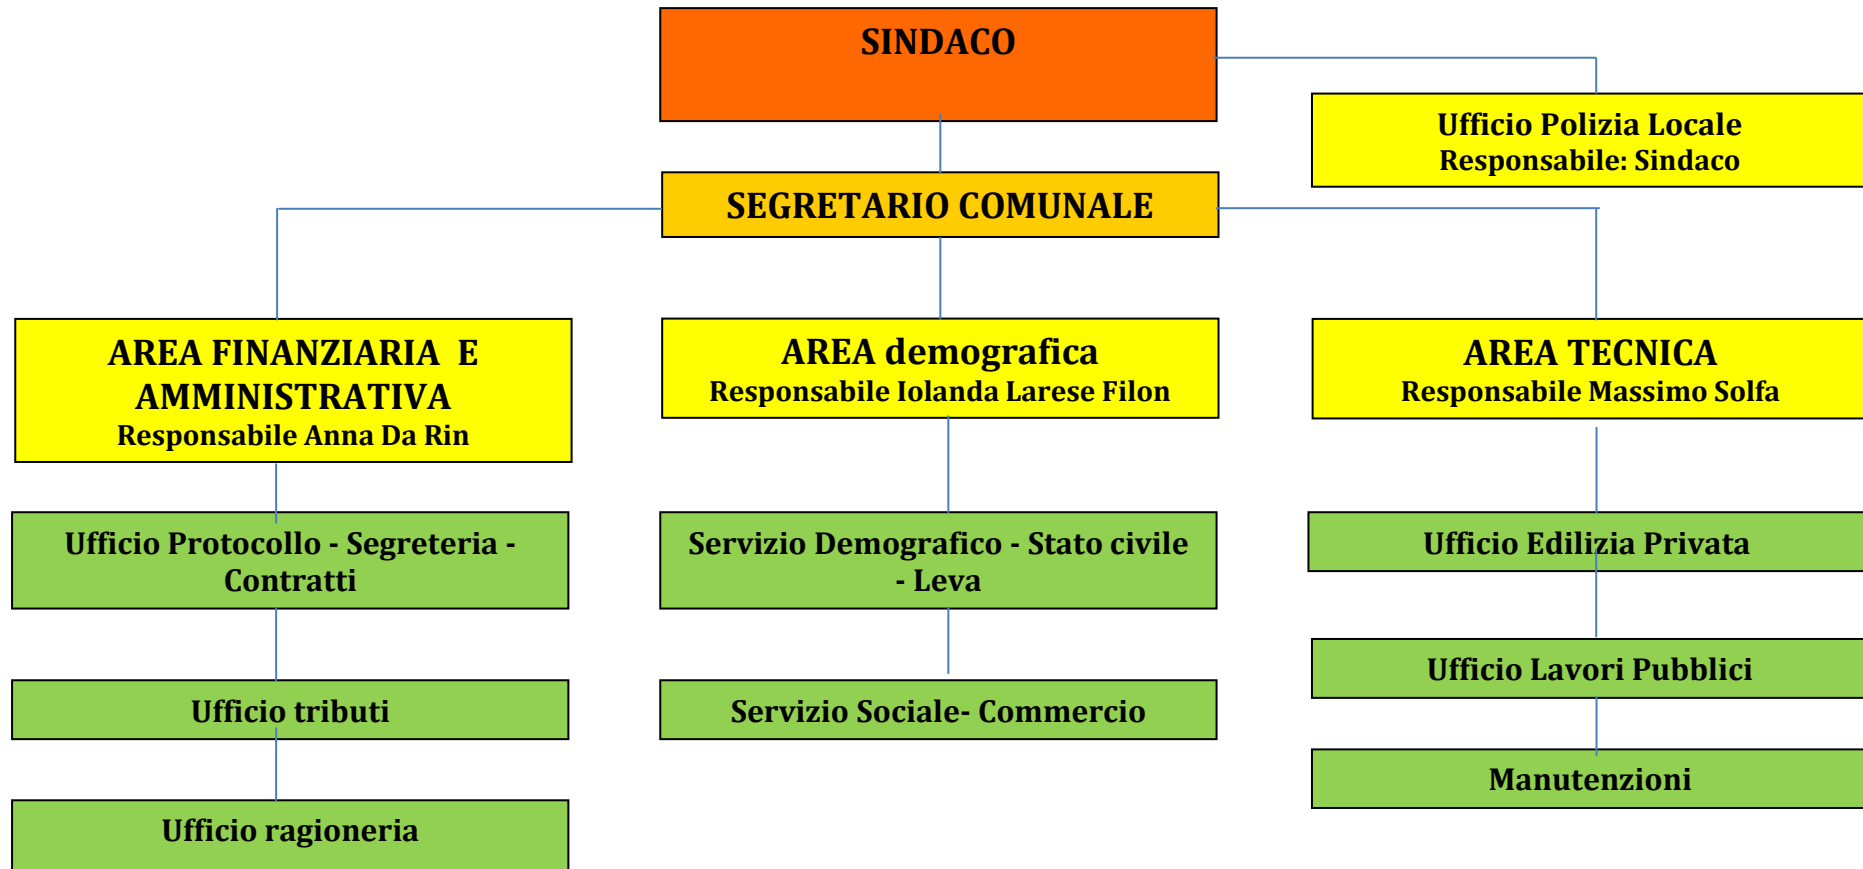 SINDACO
Ufficio Polizia Locale
Responsabile: Sindaco
SEGRETARIO COMUNALE
AREA FINANZIARIA E
AMMINISTRATIVA
Responsabile Anna Da Rin
AREA demografica
Responsabile Iolanda Larese Filon
AREA TECNICA
Responsabile Massimo Solfa
Ufficio Protocollo - Segreteria -
Contratti
Servizio Demografico - Stato civile
- Leva
Ufficio Edilizia Privata
Ufficio tributi
Servizio Sociale- Commercio
Ufficio Lavori Pubblici
Ufficio ragioneria
Manutenzioni